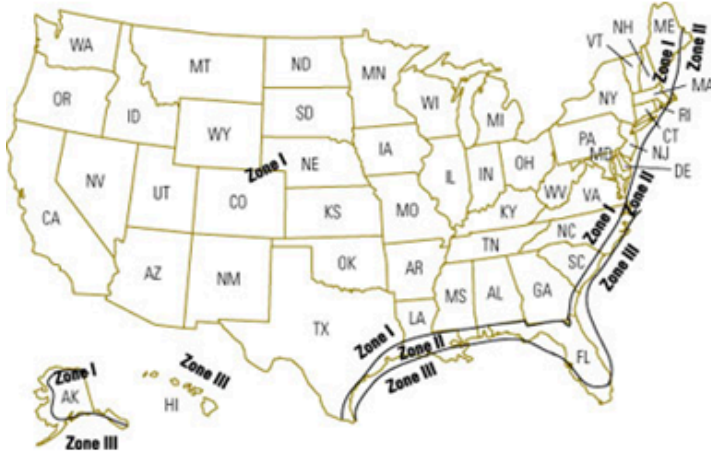 WA
MT
ND
MN
OR
ID
WY
SD
WI
MI
VT
NH
ME
Zone I
Zone II
NY
MA
RI
CT
NJ
DE
MD
PA
NV
UT
CO
Zone I
NE
IA
IL
IN
OH
WV
VA
Zone II
CA
KS
MO
KY
NC
Zone I
Zone III
AZ
NM
OK
AR
TN
SC
TX
LA
MS
AL
GA
FL
Zone I
Zone II
Zone III
Zone I
AK
Zone III
HI
Zone III